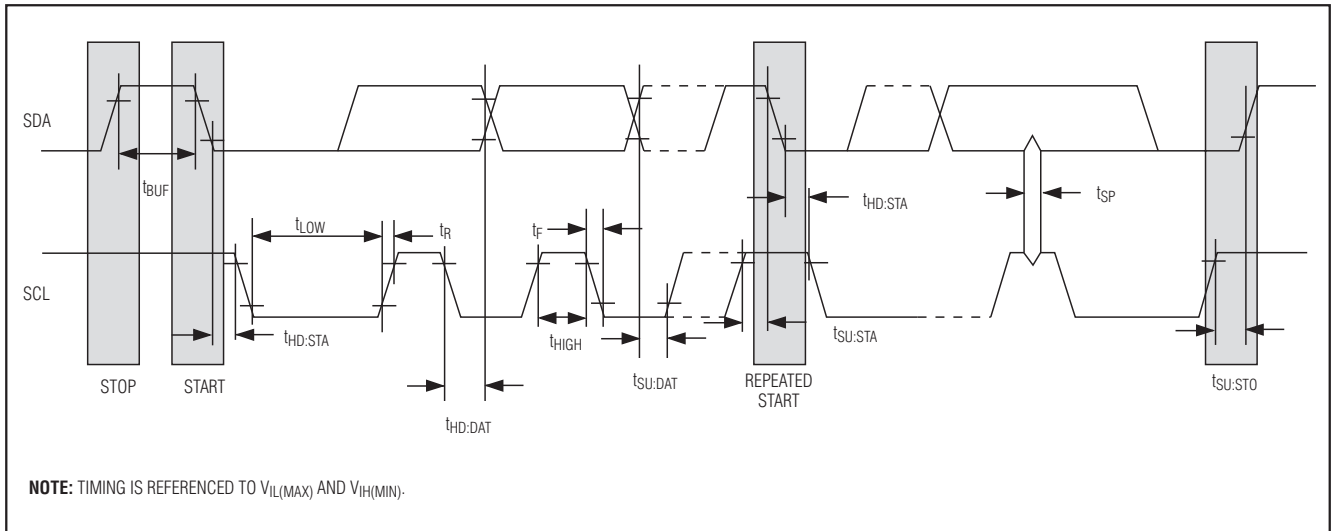 SDA
tBUF
tLOW
tR
tF
tHD:STA
tSP
SCL
tHD:STA
tHIGH
tSU:DAT
tSU:STA
tSU:STO
STOP
START
REPEATED
START
tHD:DAT
NOTE: TIMING IS REFERENCED TO VIL(MAX) AND VIH(MIN).